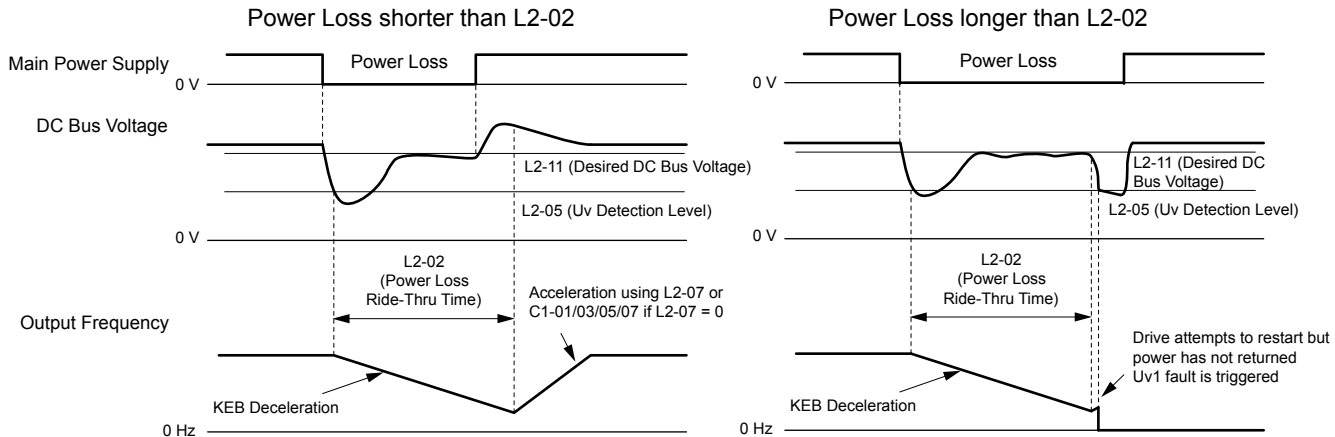 Power Loss shorter than L2-02
Main Power Supply
Power Loss
0 V
DC Bus Voltage
L2-11 (Desired DC Bus Voltage)
L2-05 (Uv Detection Level)
0 V
L2-02
(Power Loss
Ride-Thru Time)
Acceleration using L2-07 or
C1-01/03/05/07 if L2-07 = 0
Output Frequency
KEB Deceleration
0 Hz
Power Loss longer than L2-02
Power Loss
0 V
L2-11 (Desired DC
Bus Voltage)
L2-05 (Uv Detection Level)
0 V
L2-02
(Power Loss
Ride-Thru Time)
Drive attempts to restart but
power has not returned
Uv1 fault is triggered
KEB Deceleration
0 Hz